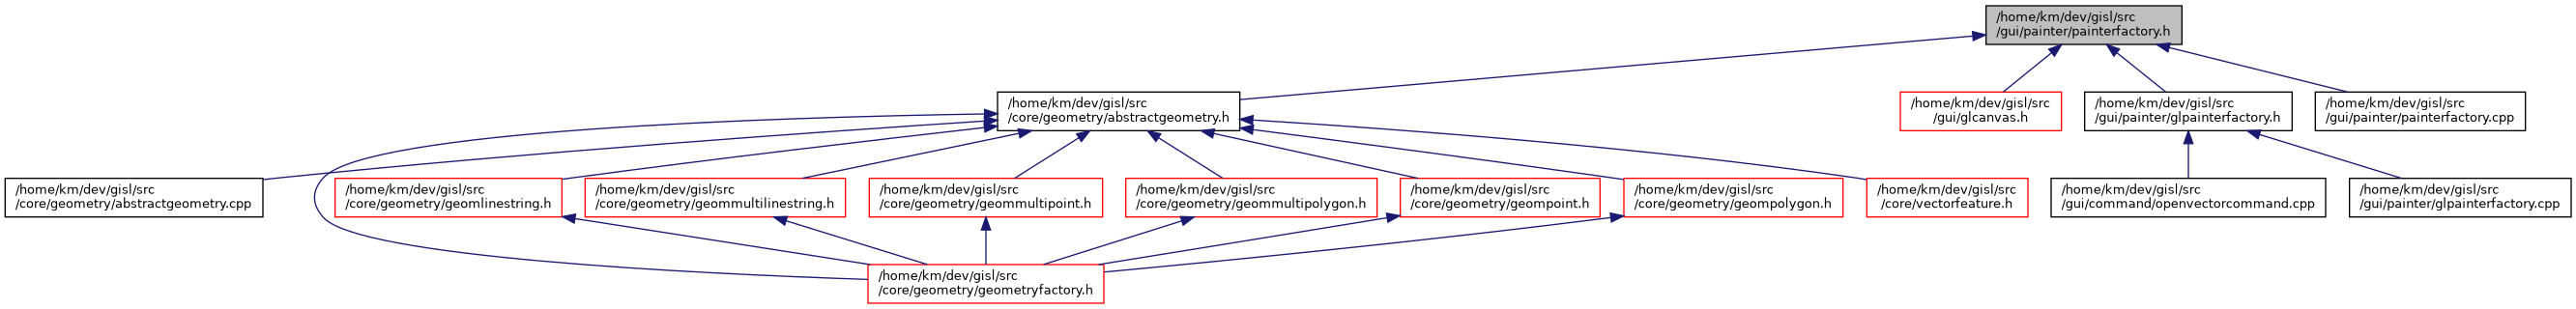 /home/km/dev/gisl/src
/gui/painter/painterfactory.h
/home/km/dev/gisl/src
/core/geometry/abstractgeometry.h
/home/km/dev/gisl/src
/gui/glcanvas.h
/home/km/dev/gisl/src
/gui/painter/glpainterfactory.h
/home/km/dev/gisl/src
/gui/painter/painterfactory.cpp
/home/km/dev/gisl/src
/core/geometry/abstractgeometry.cpp
/home/km/dev/gisl/src
/core/geometry/geomlinestring.h
/home/km/dev/gisl/src
/core/geometry/geommultilinestring.h
/home/km/dev/gisl/src
/core/geometry/geommultipoint.h
/home/km/dev/gisl/src
/core/geometry/geommultipolygon.h
/home/km/dev/gisl/src
/core/geometry/geompoint.h
/home/km/dev/gisl/src
/core/geometry/geompolygon.h
/home/km/dev/gisl/src
/core/vectorfeature.h
/home/km/dev/gisl/src
/gui/command/openvectorcommand.cpp
/home/km/dev/gisl/src
/gui/painter/glpainterfactory.cpp
/home/km/dev/gisl/src
/core/geometry/geometryfactory.h